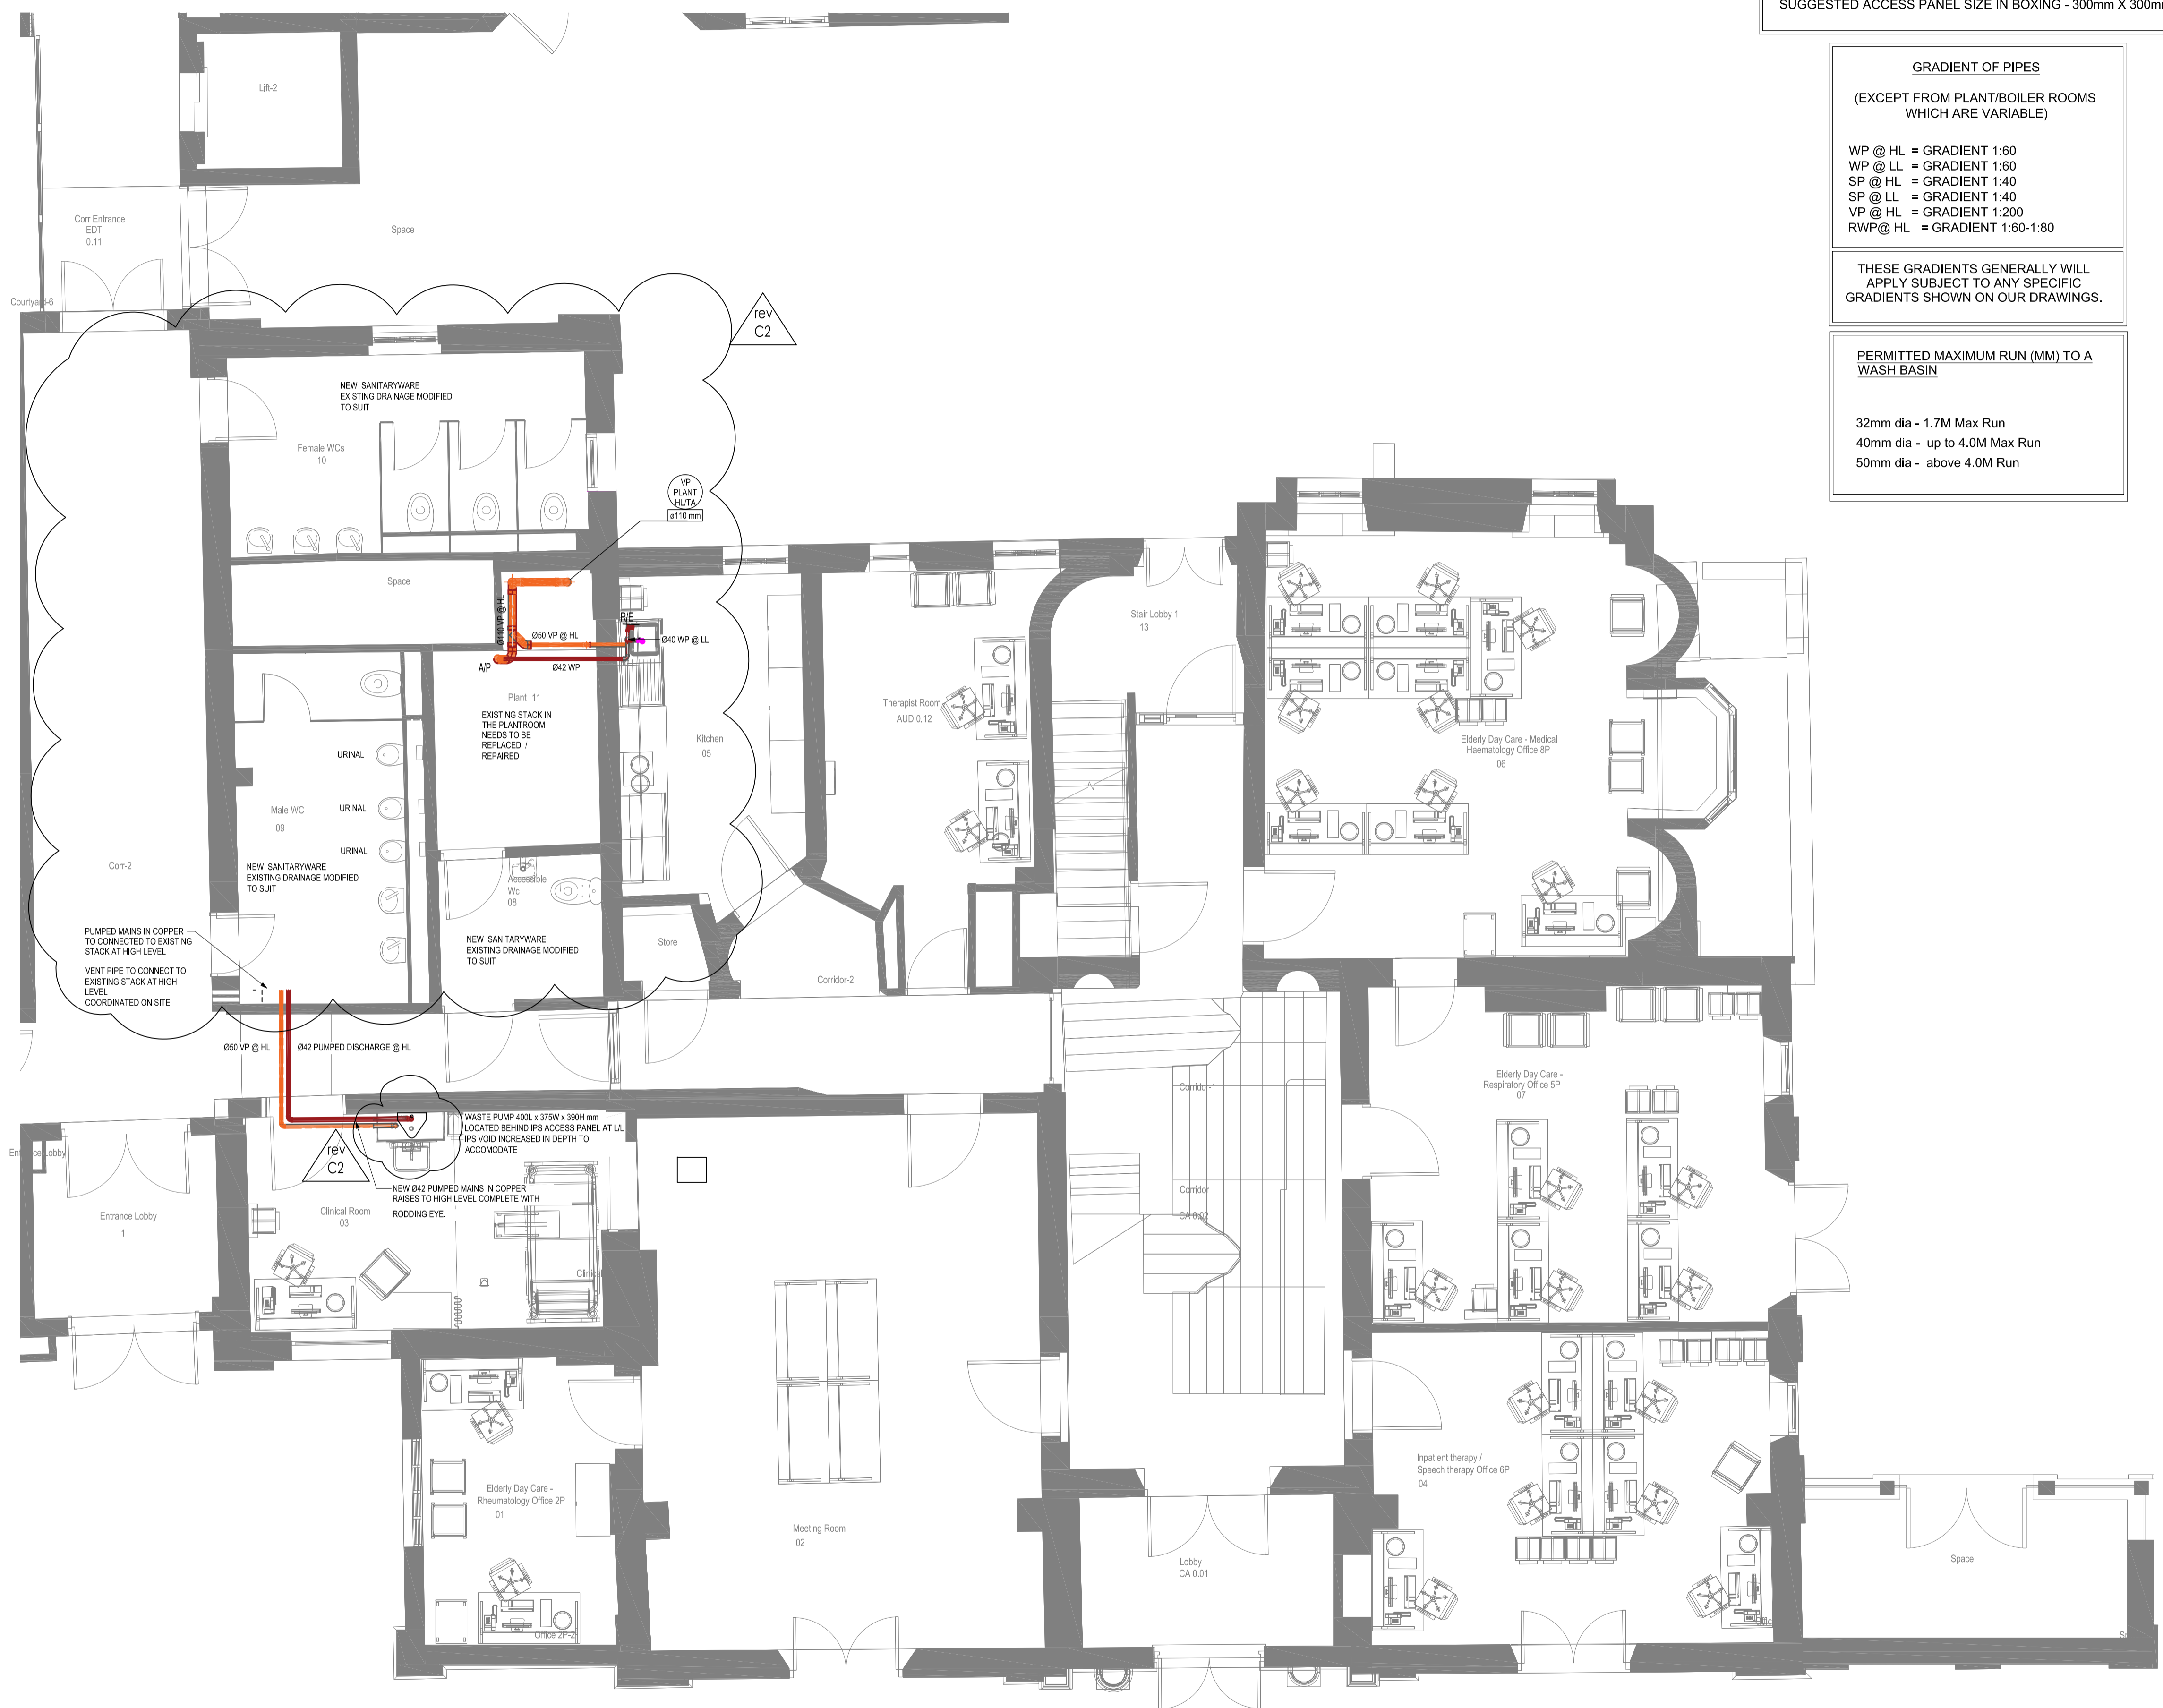 SUGGESTED ACCESS PANEL SIZE IN BOXING - 300mm X 300m
GRADIENT OF PIPES
(EXCEPT FROM PLANT/BOILER ROOMS
WHICH ARE VARIABLE)
WP @ HL = GRADIENT 1:60
WP @ LL = GRADIENT 1:60
SP @ HL = GRADIENT 1:40
SP @ LL = GRADIENT 1:40
VP @ HL = GRADIENT 1:200
RWP@ HL = GRADIENT 1:60-1:80
THESE GRADIENTS GENERALLY WILL
APPLY SUBJECT TO ANY SPECIFIC
GRADIENTS SHOWN ON OUR DRAWINGS.
PERMITTED MAXIMUM RUN (MM) TO A
WASH BASIN
32mm dia - 1.7M Max Run
40mm dia - up to 4.0M Max Run
50mm dia - above 4.0M Run
Lift-2
Corr Entrance
EDT
0.11
Space
Courtyard-6
rev
C2
NEW SANITARYWARE
EXISTING DRAINAGE MODIFIED
TO SUIT
Female WCs
10
VP
PLANT
HL/TA
ø110 mm
Space
Ø110 VP @ HL
Ø50 VP @ HL
R/E
Ø40 WP @ LL
A/P
Ø42 WP
Plant 11
EXISTING STACK IN
THE PLANTROOM
NEEDS TO BE
REPLACED /
REPAIRED
Kitchen
05
Therapist Room
AUD 0.12
Stair Lobby 1
13
Elderly Day Care - Medical
Haematology Office 8P
06
URINAL
URINAL
URINAL
Male WC
09
NEW SANITARYWARE
EXISTING DRAINAGE MODIFIED
TO SUIT
Corr-2
Accessible
Wc
08
NEW SANITARYWARE
EXISTING DRAINAGE MODIFIED
TO SUIT
Store
Corridor-2
PUMPED MAINS IN COPPER
TO CONNECTED TO EXISTING
STACK AT HIGH LEVEL
VENT PIPE TO CONNECT TO
EXISTING STACK AT HIGH
LEVEL
COORDINATED ON SITE
Ø50 VP @ HL
Ø42 PUMPED DISCHARGE @ HL
WASTE PUMP 400L x 375W x 390H mm
LOCATED BEHIND IPS ACCESS PANEL AT L/L
IPS VOID INCREASED IN DEPTH TO
ACCOMODATE
rev
C2
NEW Ø42 PUMPED MAINS IN COPPER
RAISES TO HIGH LEVEL COMPLETE WITH
RODDING EYE.
Entrance Lobby
Entrance Lobby
1
Clinical Room
03
Clinical
Corridor-1
Corridor
CA 0.02
Elderly Day Care -
Respiratory Office 5P
07
Elderly Day Care -
Rheumatology Office 2P
01
Office 2P-2
Meeting Room
02
Lobby
CA 0.01
Inpatient therapy /
Speech therapy Office 6P
04
Space